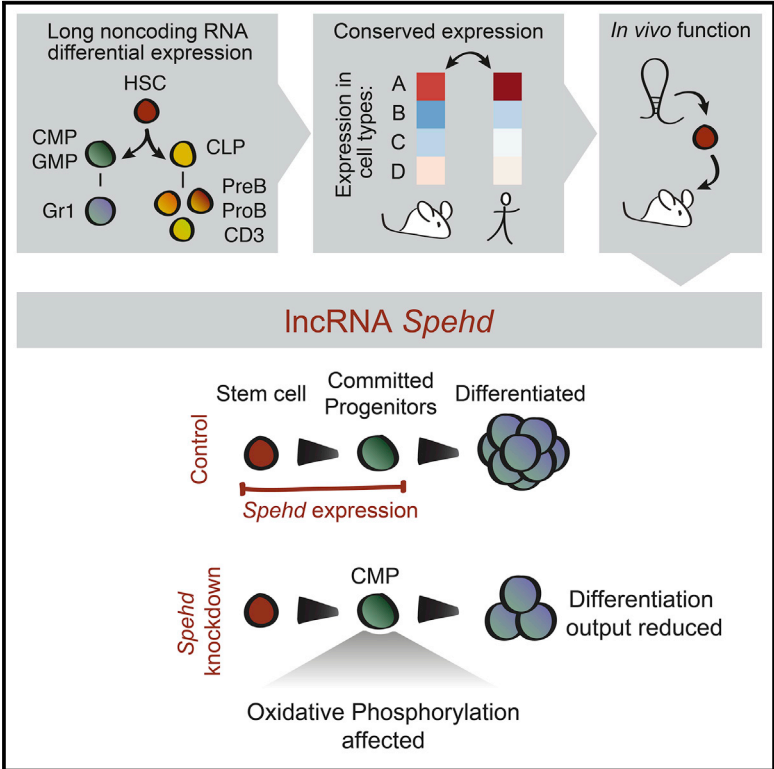 Long noncoding RNA
differential expression
HSC
CMP
GMP
CLP
Gr1
PreB
ProB
CD3
Conserved expression
Expression in
cell types:
A
B
C
D
In vivo function
lncRNA Spehd
Stem cell
Committed
Progenitors
Differentiated
Control
Spehd expression
Spehd
knockdown
CMP
Differentiation
output reduced
Oxidative Phosphorylation
affected